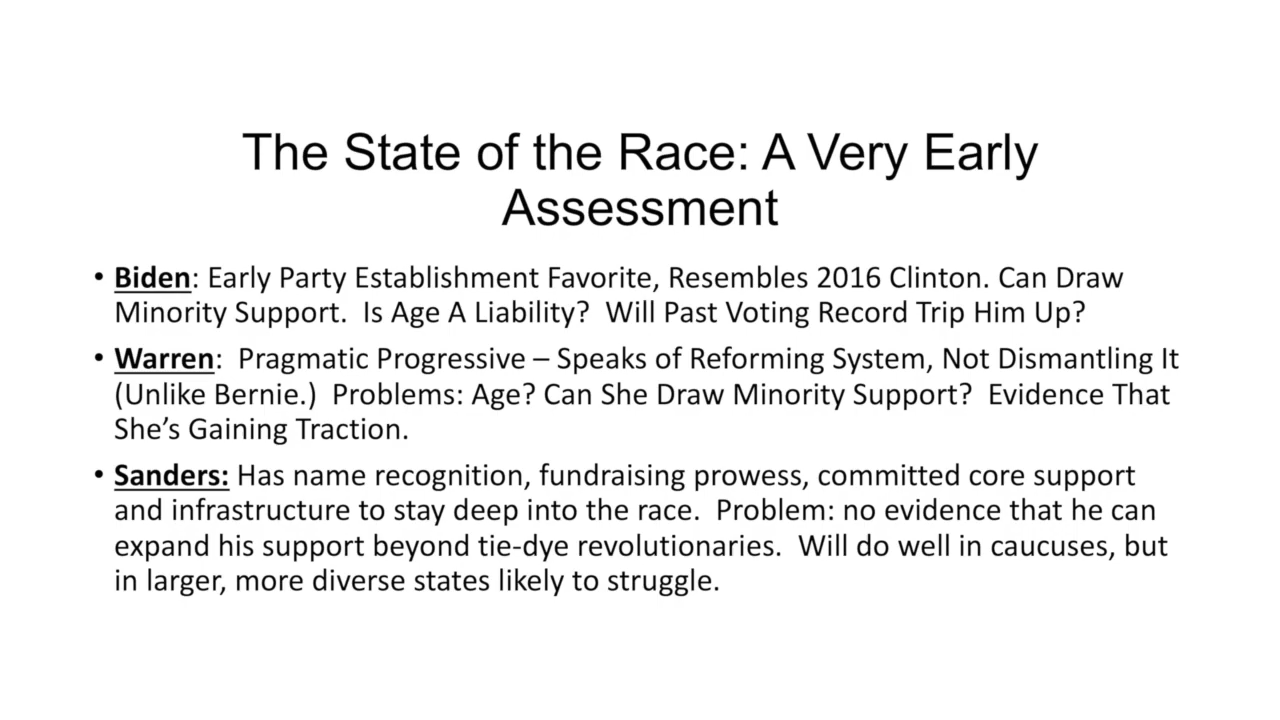 The State of the Race: A Very Early
Assessment
• Biden: Early Party Establishment Favorite, Resembles 2016 Clinton. Can Draw
Minority Support.  Is Age A Liability?  Will Past Voting Record Trip Him Up?
• Warren:  Pragmatic Progressive – Speaks of Reforming System, Not Dismantling It
(Unlike Bernie.)  Problems: Age? Can She Draw Minority Support?  Evidence That
She’s Gaining Traction.
• Sanders: Has name recognition, fundraising prowess, committed core support
and infrastructure to stay deep into the race.  Problem: no evidence that he can
expand his support beyond tie-dye revolutionaries.  Will do well in caucuses, but
in larger, more diverse states likely to struggle.